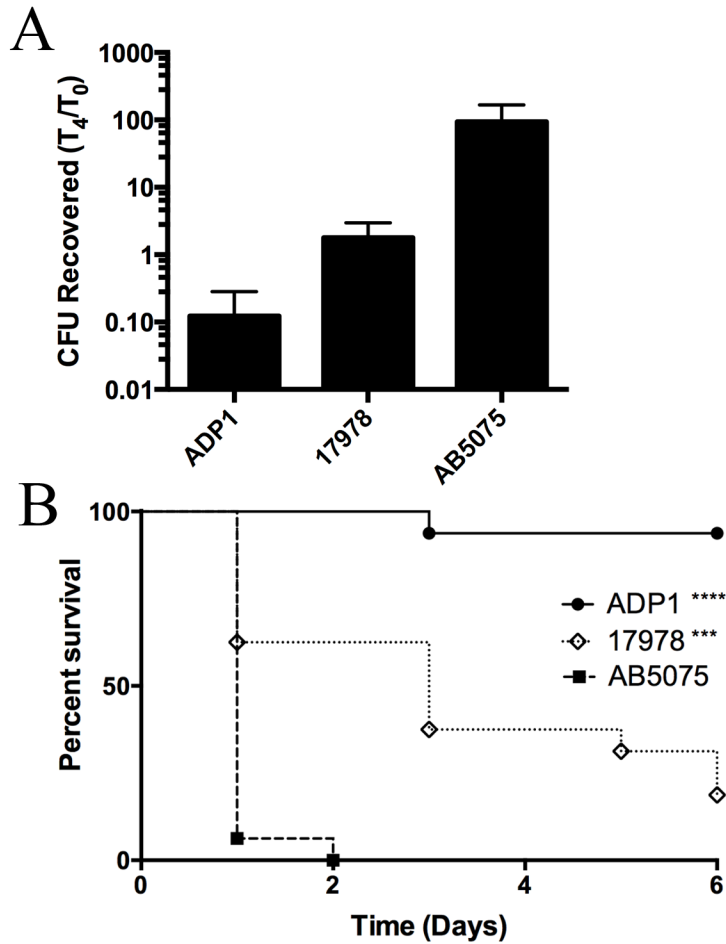 A
CFU Recovered (T4/T0)
1000
100
10
1
0.10
0.01
ADP1
17978
AB5075
B
Percent survival
100
50
0
ADP1 ****
17978 ***
AB5075
0
2
4
6
Time (Days)